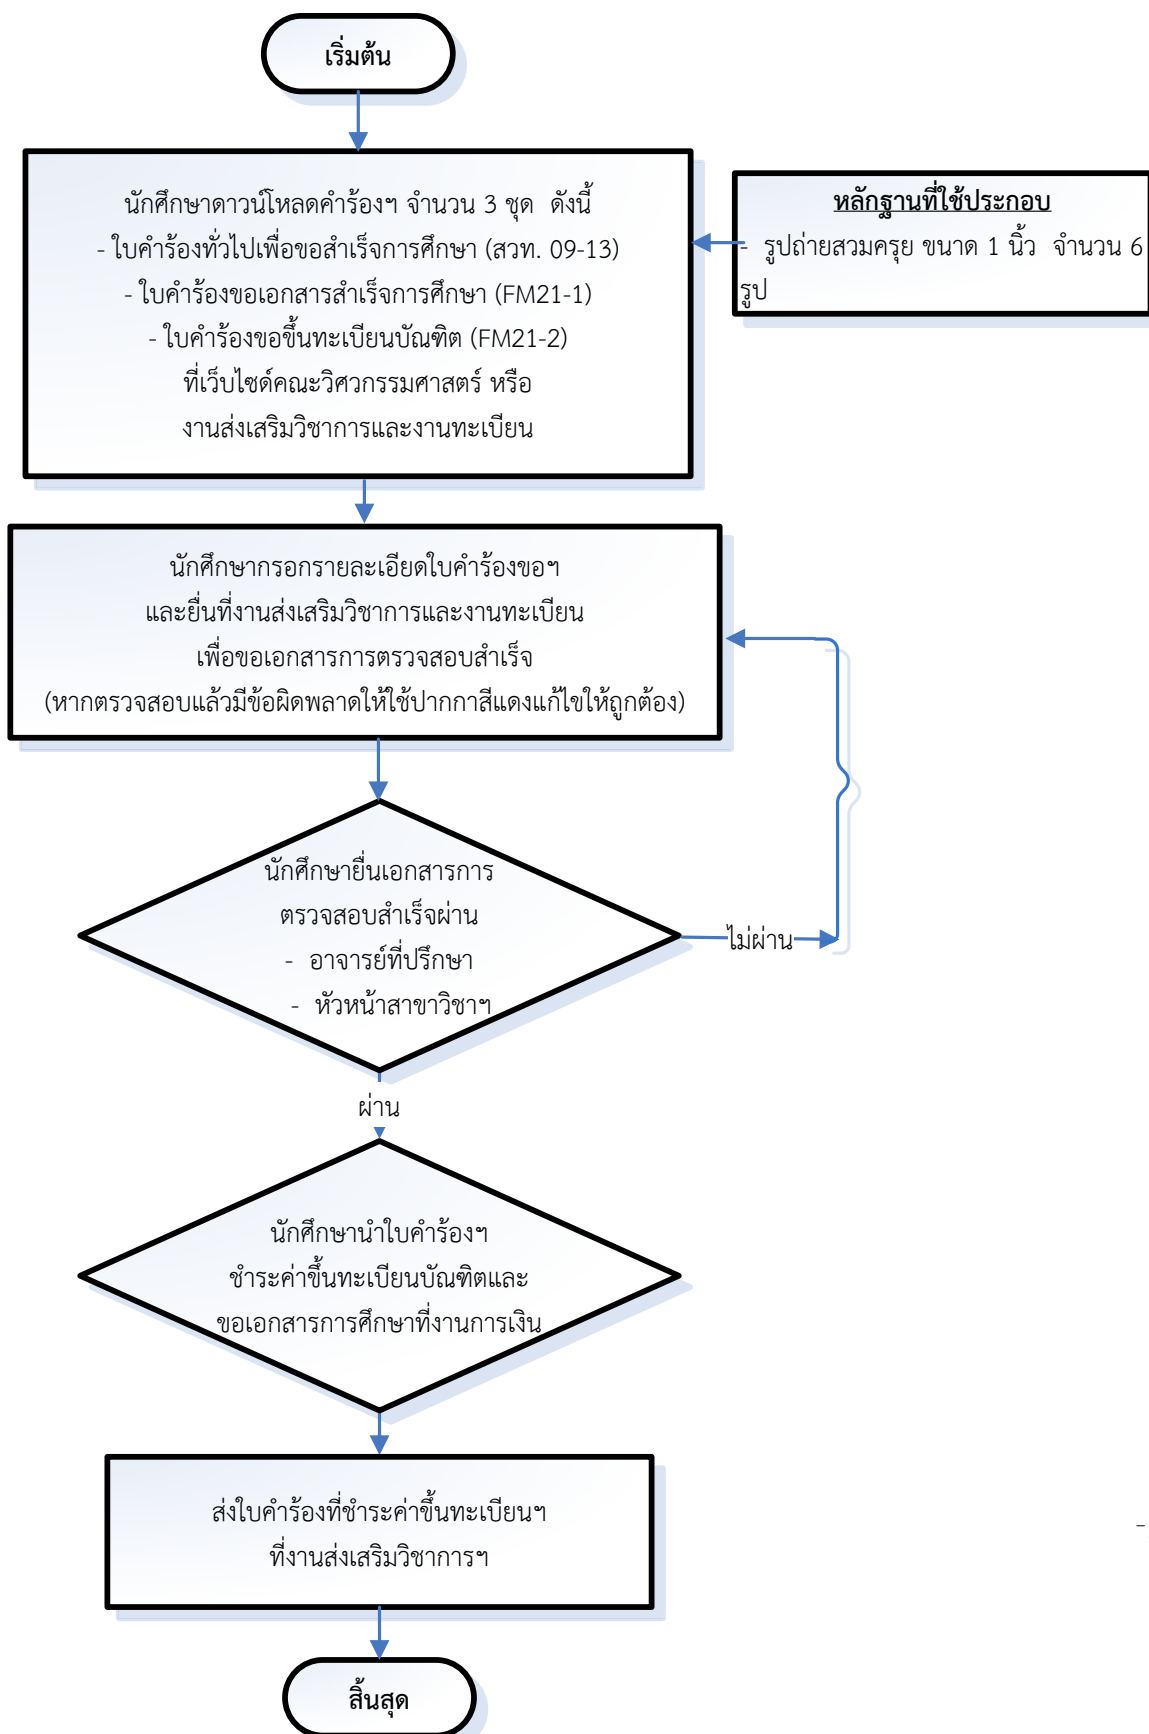 เริ่มต้น
นักศึกษาดาวน์โหลดคำร้องฯ จำนวน 3 ชุด ดังนี้
- ใบคำร้องทั่วไปเพื่อขอสำเร็จการศึกษา (สวท. 09-13)
- ใบคำร้องขอเอกสารสำเร็จการศึกษา (FM21-1)
- ใบคำร้องขอขึ้นทะเบียนบัณฑิต (FM21-2)
ที่เว็บไซด์คณะวิศวกรรมศาสตร์ หรือ
งานส่งเสริมวิชาการและงานทะเบียน
หลักฐานที่ใช้ประกอบ
- รูปถ่ายสวมครุย ขนาด 1 นิ้ว จำนวน 6
รูป
นักศึกษากรอกรายละเอียดใบคำร้องขอฯ
และยื่นที่งานส่งเสริมวิชาการและงานทะเบียน
เพื่อขอเอกสารการตรวจสอบสำเร็จ
(หากตรวจสอบแล้วมีข้อผิดพลาดให้ใช้ปากกาสีแดงแก้ไขให้ถูกต้อง)
นักศึกษายื่นเอกสารการ
ตรวจสอบสำเร็จผ่าน
- อาจารย์ที่ปรึกษา
- หัวหน้าสาขาวิชาฯ
ไม่ผ่าน
ผ่าน
นักศึกษานำใบคำร้องฯ
ชำระค่าขึ้นทะเบียนบัณฑิตและ
ขอเอกสารการศึกษาที่งานการเงิน
ส่งใบคำร้องที่ชำระค่าขึ้นทะเบียนฯ
ที่งานส่งเสริมวิชาการฯ
-
สิ้นสุด